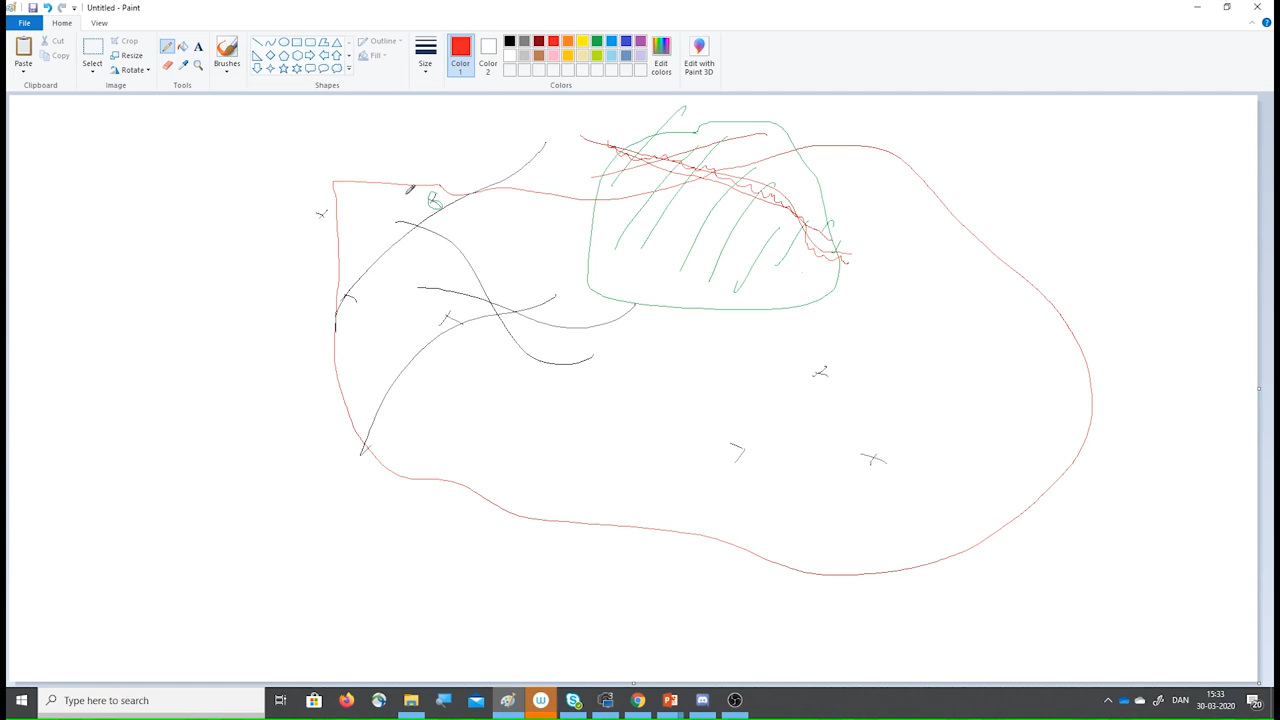 Untitled - Paint
File
Home
View
Paste
Cut
Copy
Clipboard
Select
Crop
Resize
Rotate
Image
A
Tools
Brushes
Outline
Fill
Shapes
Size
Color 1
Color 2
Edit colors
Colors
Edit with Paint 3D
Type here to search
DAN
15:33
30-03-2020
20